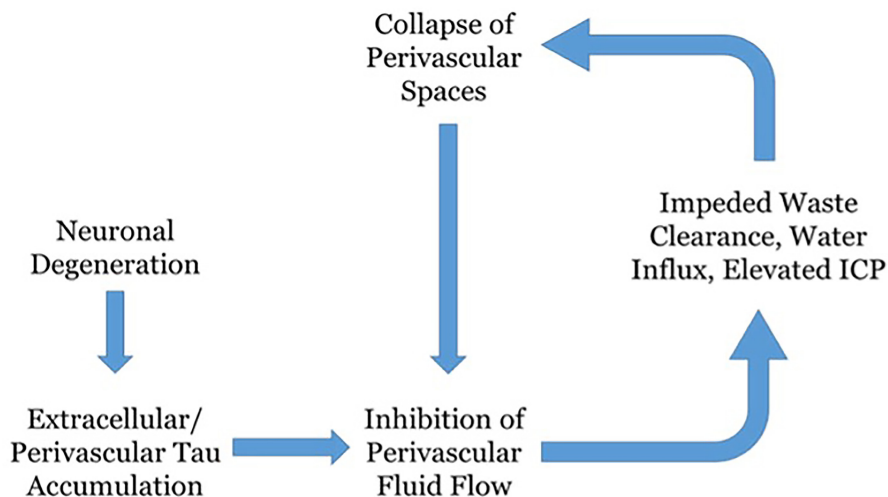 Collapse of
Perivascular
Spaces
Neuronal
Degeneration
Impeded Waste
Clearance, Water
Influx, Elevated ICP
Extracellular/
Perivascular Tau
Accumulation
Inhibition of
Perivascular
Fluid Flow